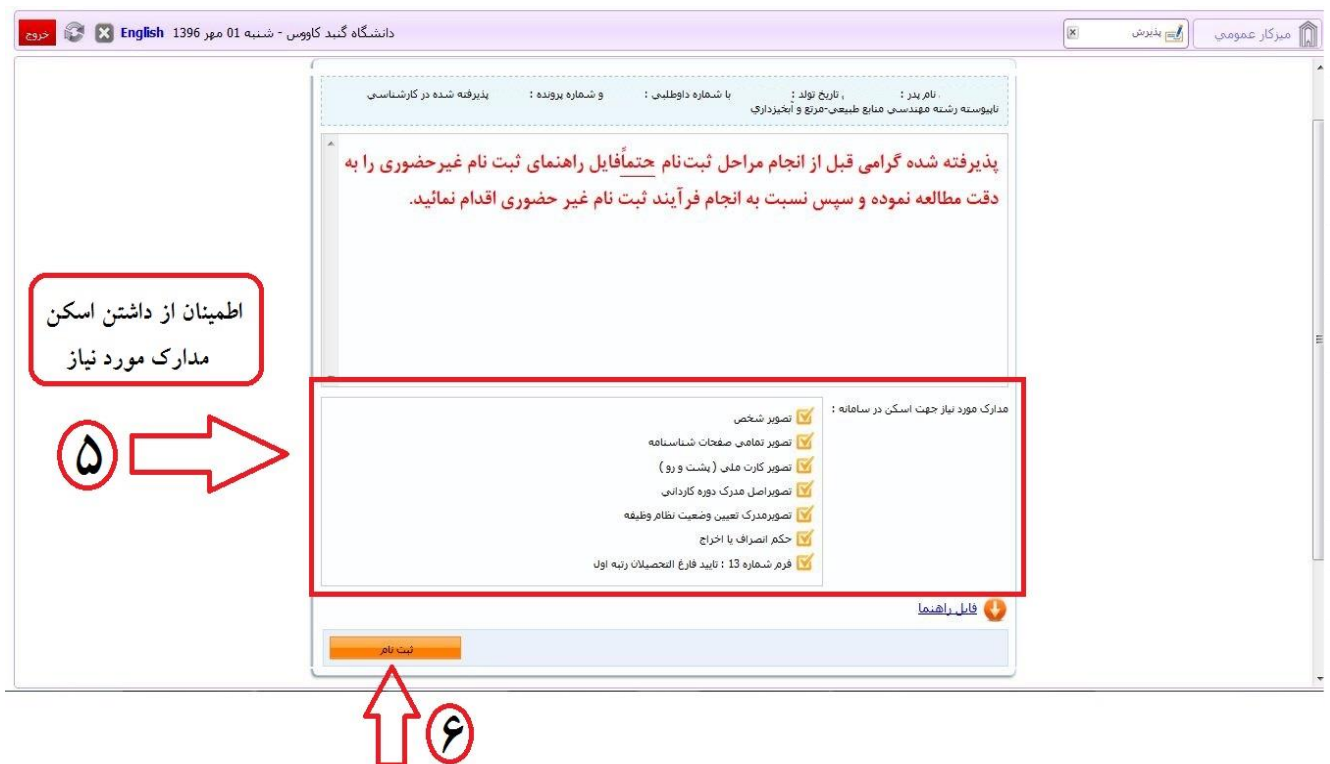 میزکار عمومي
پذیرش
دانشگاه گنبد کاووس - شنبه 01 مهر 1396 English
خروج
نام پدر : , تاریخ تولد : با شماره داوطلبی : و شماره پرونده : پذیرفته شده در کارشناسی
ناپیوسته رشته مهندسی منابع طبیعی-مرتع و آبخیزداري
پذیرفته شده گرامی قبل از انجام مراحل ثبت‌نام حتماًفایل راهنمای ثبت نام غیرحضوری را به
دقت مطالعه نموده و سپس نسبت به انجام فرآیند ثبت نام غیر حضوری اقدام نمائید.
اطمینان از داشتن اسکن
مدارک مورد نیاز
۵
مدارک مورد نیاز جهت اسکن در سامانه :
تصویر شخص
تصویر تمامی صفحات شناسنامه
تصویر کارت ملی ( پشت و رو )
تصویراصل مدرک دوره کاردانی
تصویرمدرک تعیین وضعیت نظام وظیفه
حکم انصراف یا اخراج
فرم شماره 13 : تایید فارغ التحصیلان رتبه اول
فایل راهنما
ثبت نام
۶